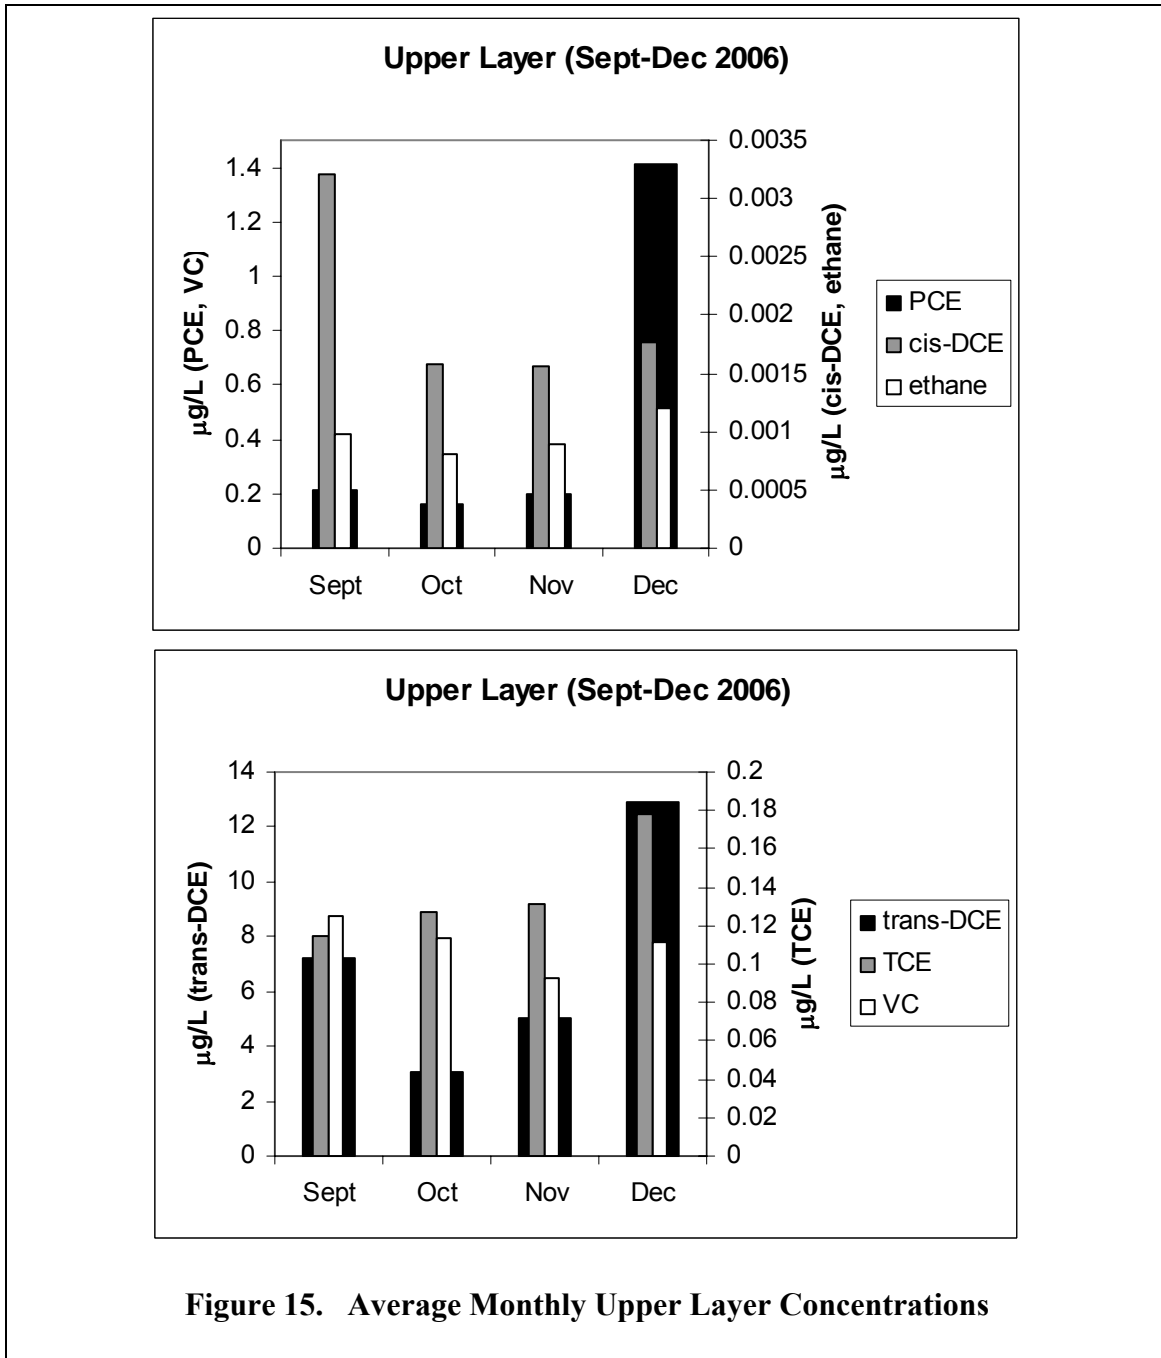 Upper Layer (Sept-Dec 2006)
µg/L (PCE, VC)
1.4
1.2
1
0.8
0.6
0.4
0.2
0
0.0035
0.003
0.0025
0.002
0.0015
0.001
0.0005
0
µg/L (cis-DCE, ethane)
Sept Oct Nov Dec
PCE
cis-DCE
ethane
Upper Layer (Sept-Dec 2006)
µg/L (trans-DCE)
14
12
10
8
6
4
2
0
0.2
0.18
0.16
0.14
0.12
0.1
0.08
0.06
0.04
0.02
0
µg/L (TCE)
Sept Oct Nov Dec
trans-DCE
TCE
VC
Figure 15. Average Monthly Upper Layer Concentrations